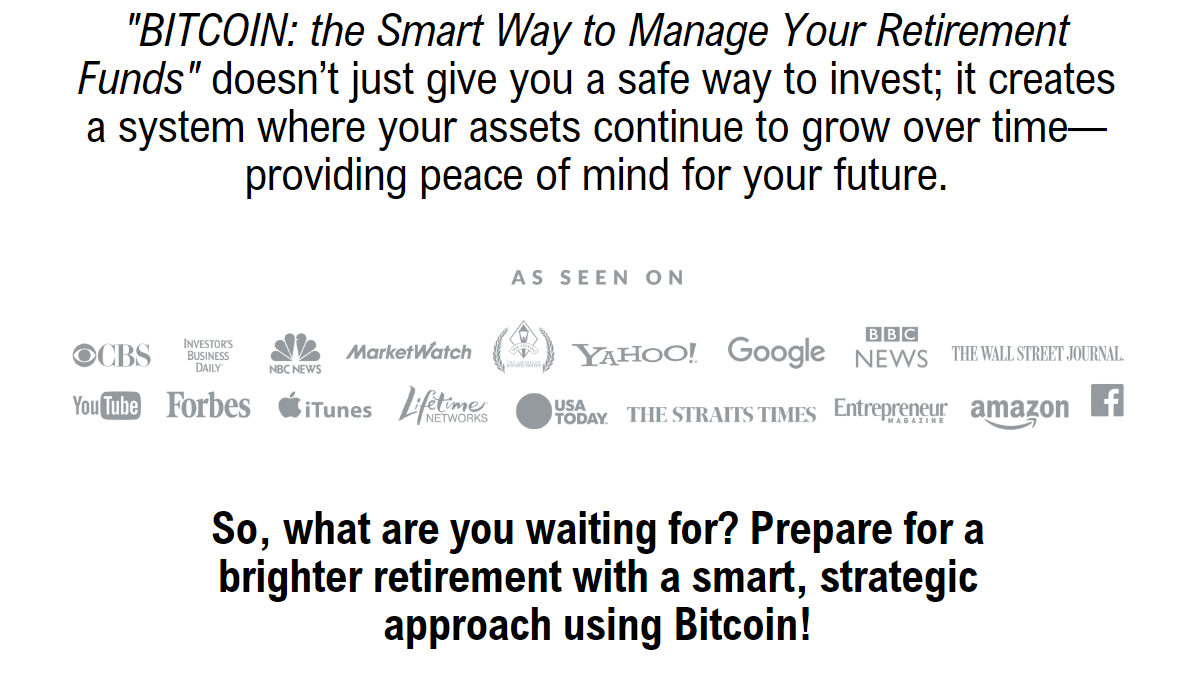 "BITCOIN: the Smart Way to Manage Your Retirement
Funds" doesn’t just give you a safe way to invest; it creates
a system where your assets continue to grow over time—
providing peace of mind for your future.
AS SEEN ON
CBS
INVESTOR'S
BUSINESS
DAILY
NBC NEWS
MarketWatch
YAHOO!
Google
BBC
NEWS
THE WALL STREET JOURNAL.
YouTube
Forbes
iTunes
Lifetime
NETWORKS
USA
TODAY
THE STRAITS TIMES
Entrepreneur
MAGAZINE
amazon
f
So, what are you waiting for? Prepare for a
brighter retirement with a smart, strategic
approach using Bitcoin!